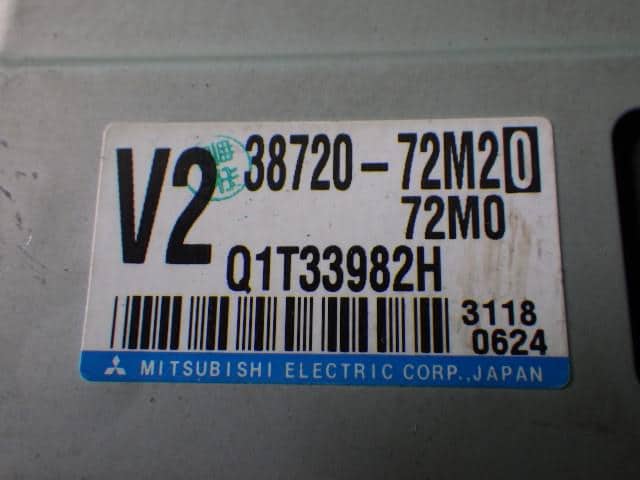 V2 38720-72M20
72M0
Q1T33982H
3118
0624
MITSUBISHI ELECTRIC CORP.,JAPAN